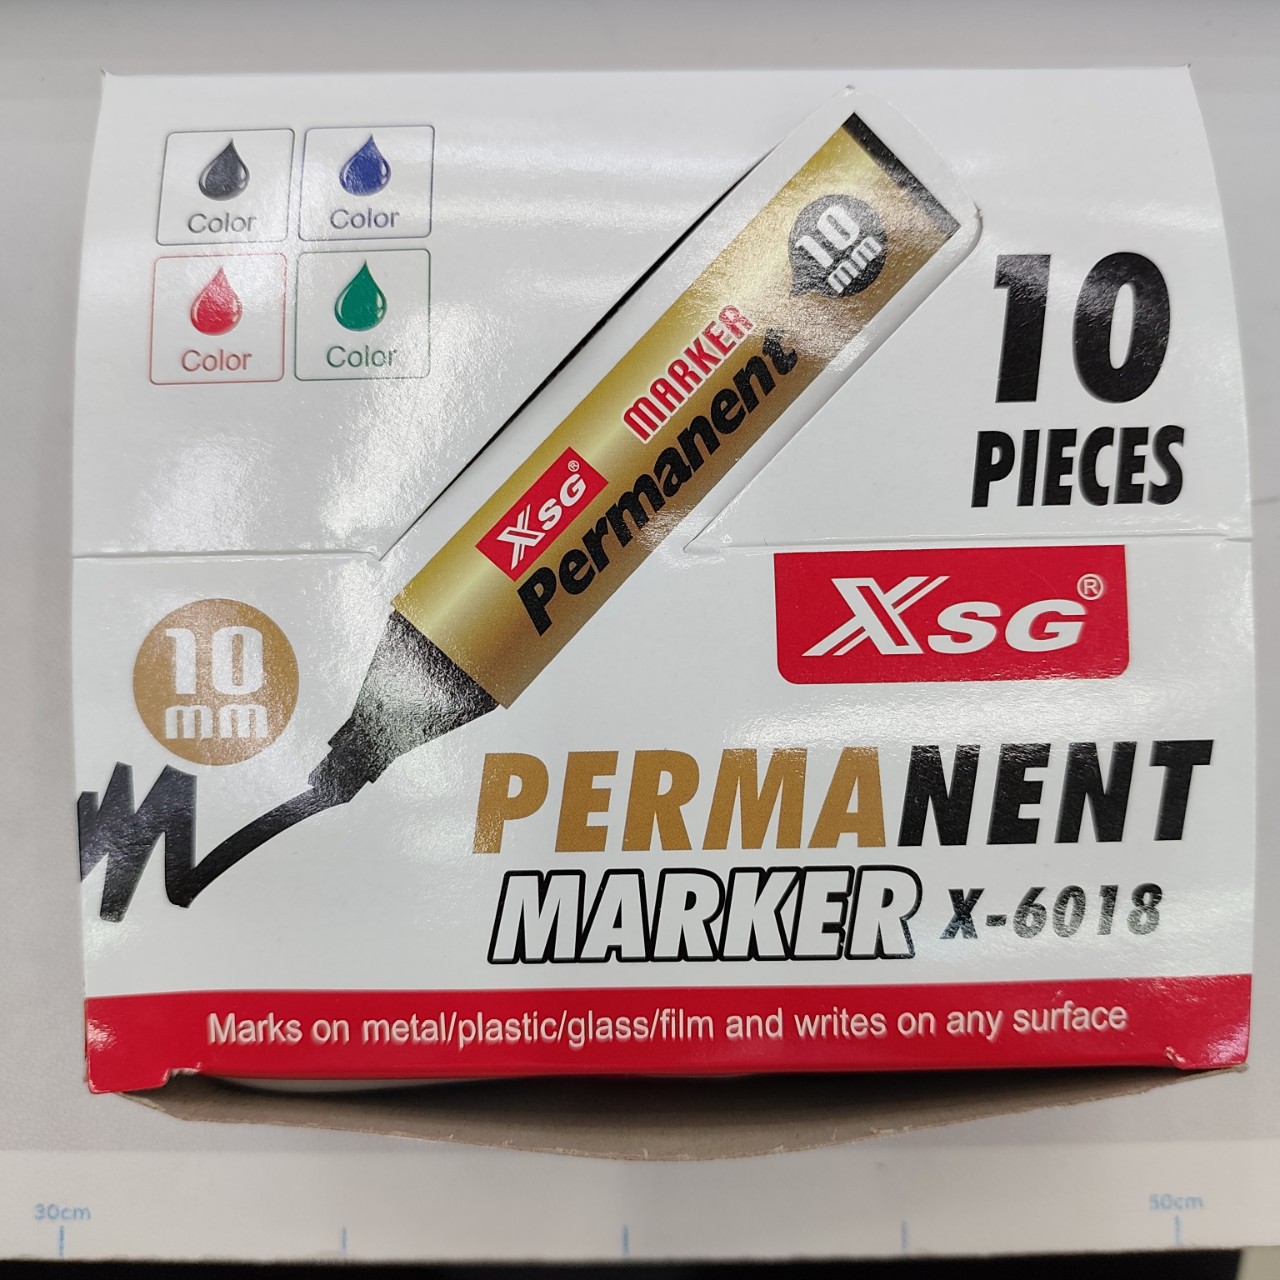 Color
Color
Color
Color
10
mm
MARKER
XSG®
Permanent
10
PIECES
XSG®
10
mm
PERMANENT
MARKER X-6018
Marks on metal/plastic/glass/film and writes on any surface
30cm
50cm